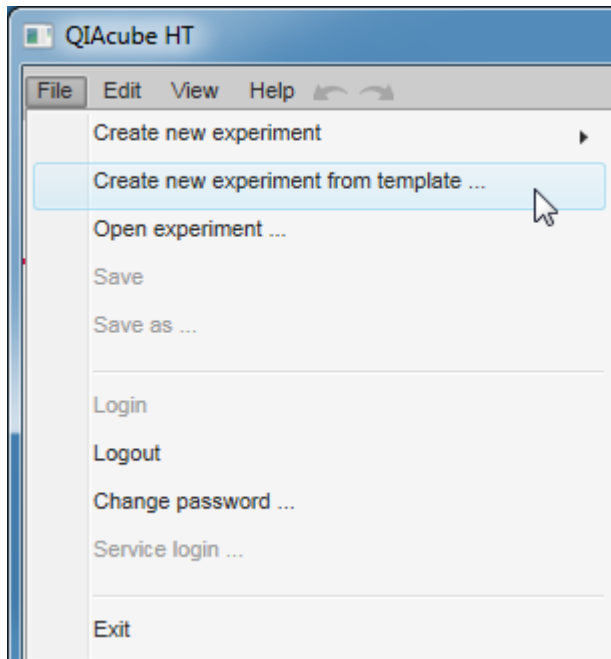 QIAcube HT
File Edit View Help
Create new experiment
Create new experiment from template ...
Open experiment ...
Save
Save as ...
Login
Logout
Change password ...
Service login ...
Exit